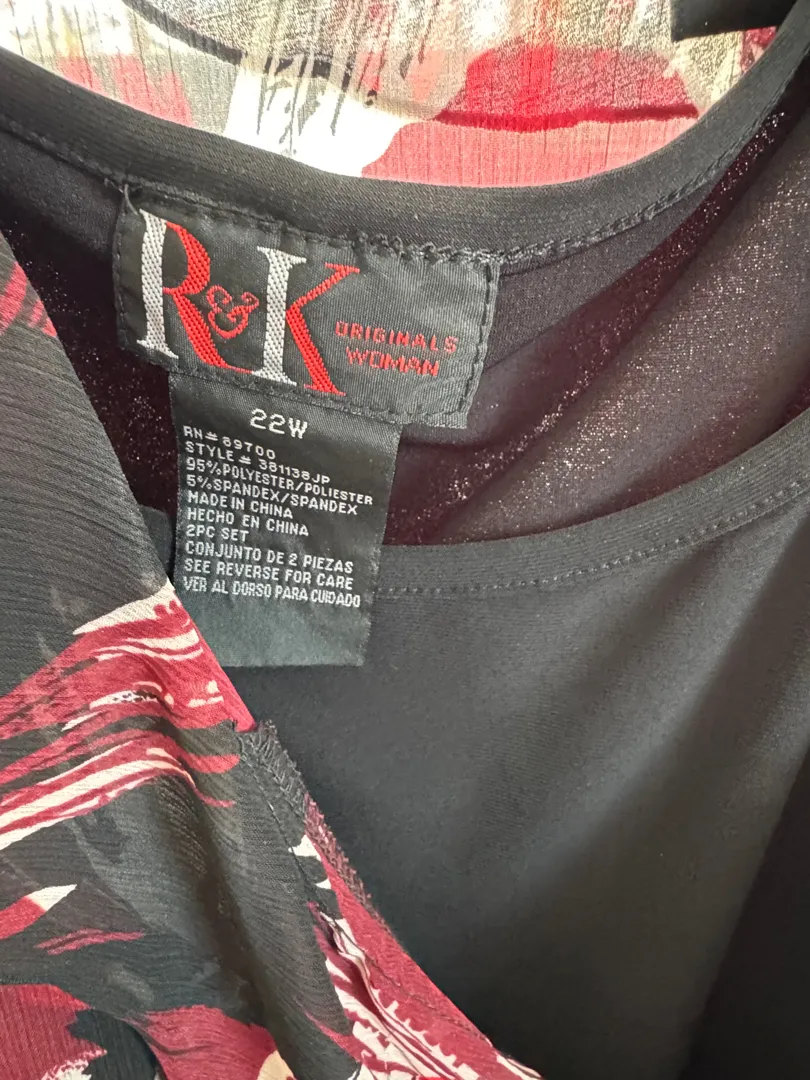 R&K
ORIGINALS
WOMAN
22W
RN# 69700
STYLE # 381138JP
95%POLYESTER/POLIESTER
5%SPANDEX/SPANDEX
MADE IN CHINA
HECHO EN CHINA
2PC SET
CONJUNTO DE 2 PIEZAS
SEE REVERSE FOR CARE
VER AL DORSO PARA CUIDADO